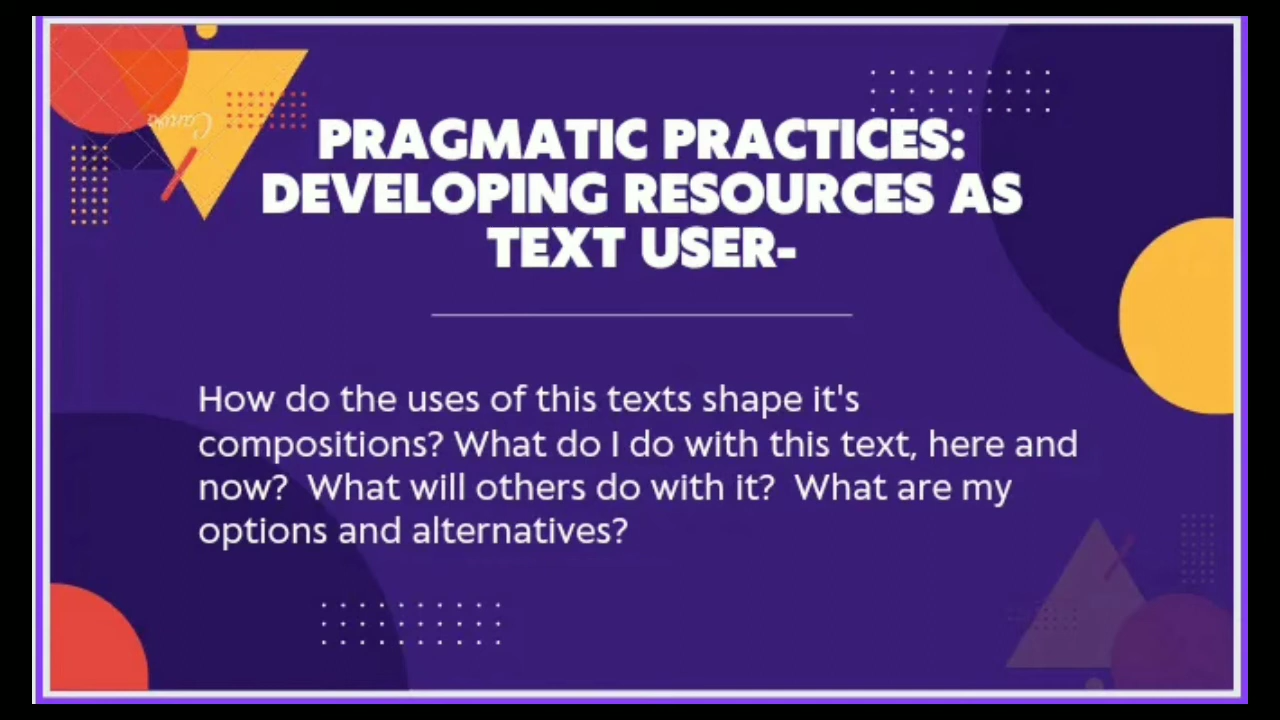 Canva
PRAGMATIC PRACTICES:
DEVELOPING RESOURCES AS
TEXT USER-
How do the uses of this texts shape it's
compositions? What do I do with this text, here and
now? What will others do with it? What are my
options and alternatives?